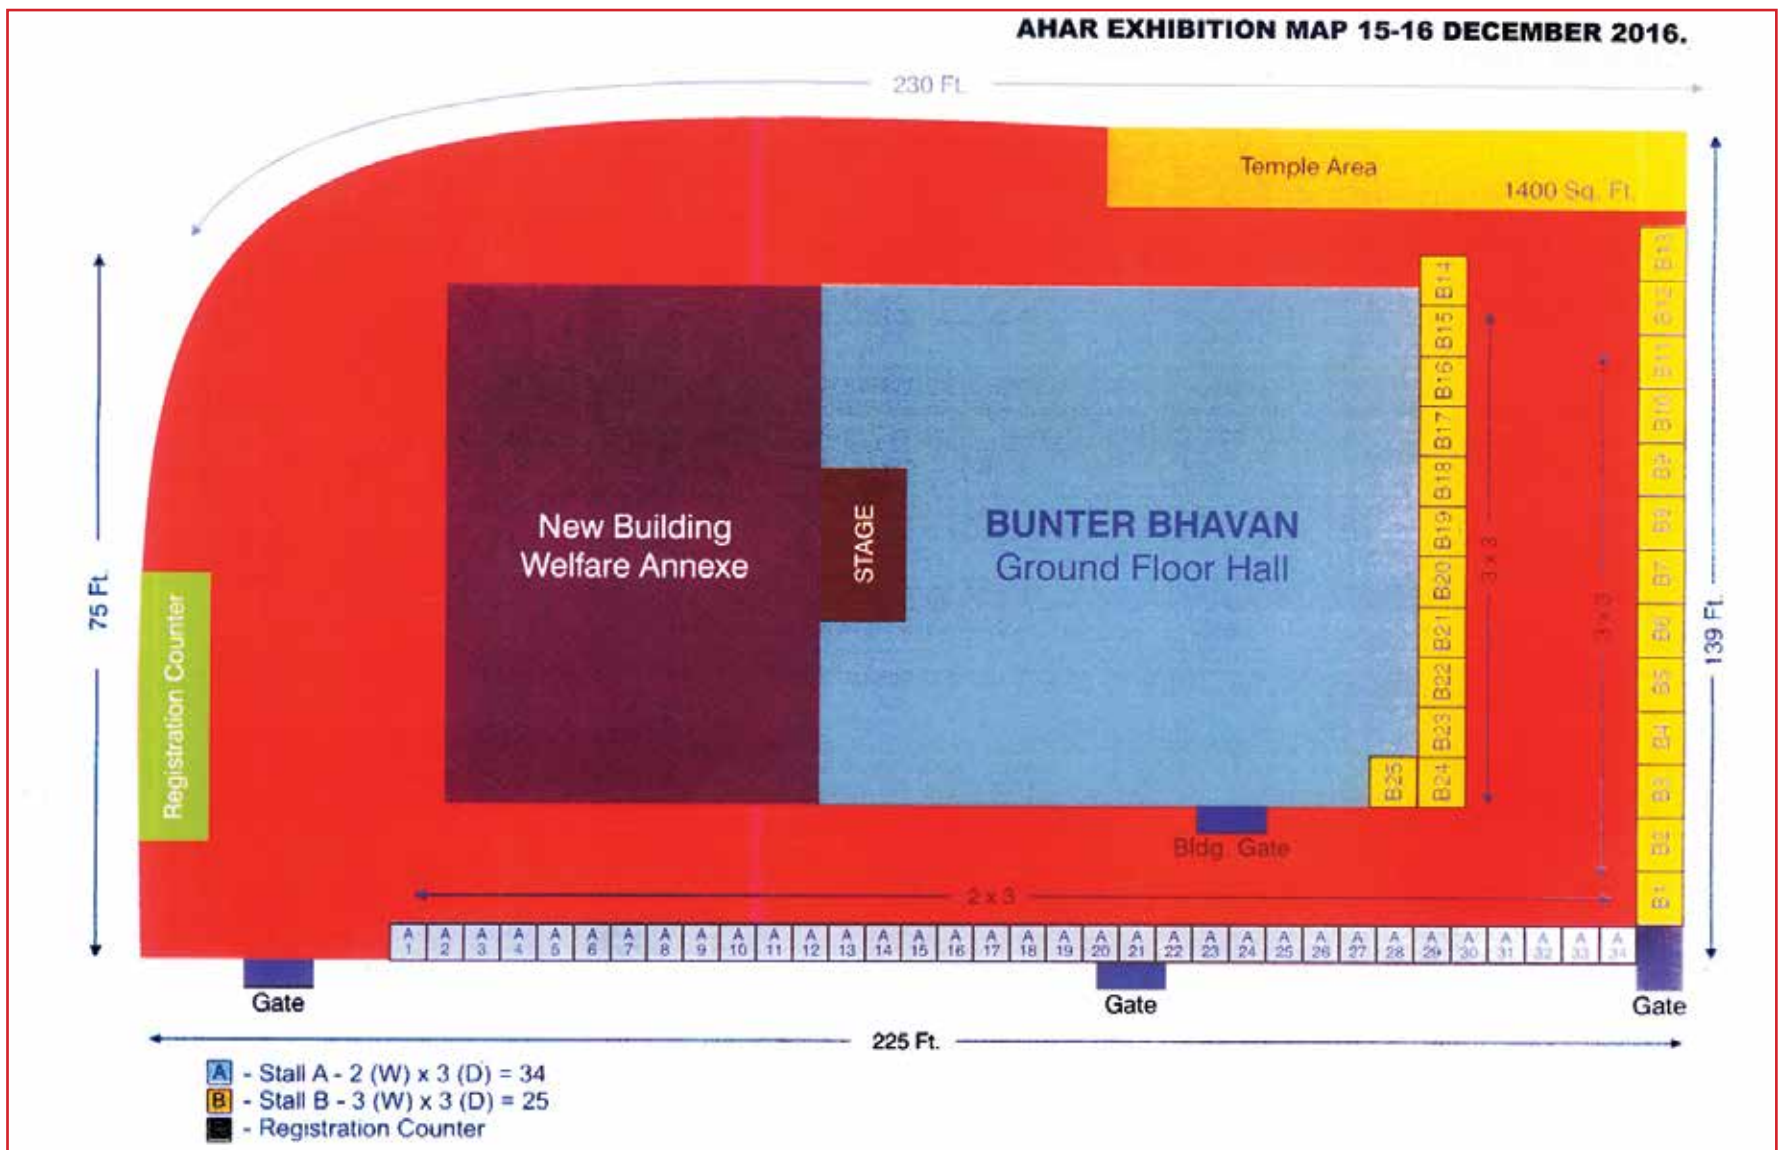 AHAR EXHIBITION MAP 15-16 DECEMBER 2016.
230 Ft.
Temple Area
1400 Sq. Ft.
75 Ft.
139 Ft.
Registration Counter
New Building
Welfare Annexe
STAGE
BUNTER BHAVAN
Ground Floor Hall
B14
B15
B16
B17
B18
B19
B20
B21
B22
B23
B24
B25
3 x 3
3 x 3
B13
B12
B11
B10
B9
B8
B7
B6
B5
B4
B3
B2
B1
Bldg. Gate
2 x 3
A 1
A 2
A 3
A 4
A 5
A 6
A 7
A 8
A 9
A 10
A 11
A 12
A 13
A 14
A 15
A 16
A 17
A 18
A 19
A 20
A 21
A 22
A 23
A 24
A 25
A 26
A 27
A 28
A 29
A 30
A 31
A 32
A 33
A 34
Gate
Gate
Gate
225 Ft.
A - Stall A - 2 (W) x 3 (D) = 34
B - Stall B - 3 (W) x 3 (D) = 25
- Registration Counter